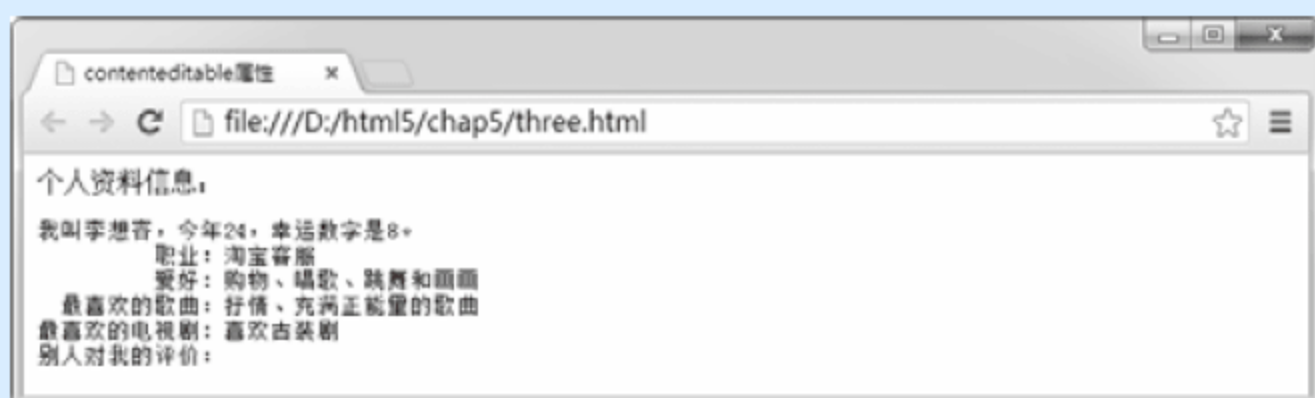 contenteditable属性
file:///D:/html5/chap5/three.html
个人资料信息：
我叫李想容，今年24，幸运数字是8。
职业：淘宝客服
爱好：购物、唱歌、跳舞和画画
最喜欢的歌曲：抒情、充满正能量的歌曲
最喜欢的电视剧：喜欢古装剧
别人对我的评价：